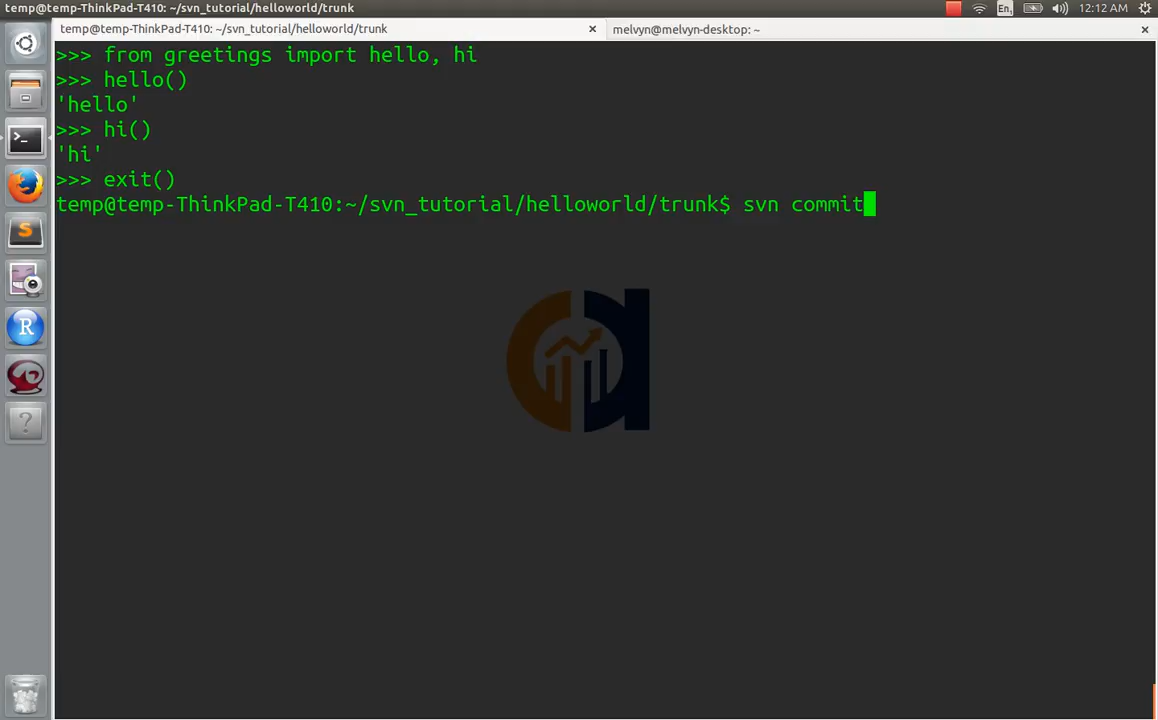 temp@temp-ThinkPad-T410: ~/svn_tutorial/helloworld/trunk
En
12:12 AM
temp@temp-ThinkPad-T410: ~/svn_tutorial/helloworld/trunk
melvyn@melvyn-desktop: ~
>>> from greetings import hello, hi
>>> hello()
'hello'
>>> hi()
'hi'
>>> exit()
temp@temp-ThinkPad-T410:~/svn_tutorial/helloworld/trunk$ svn commit
>_
S
R
?